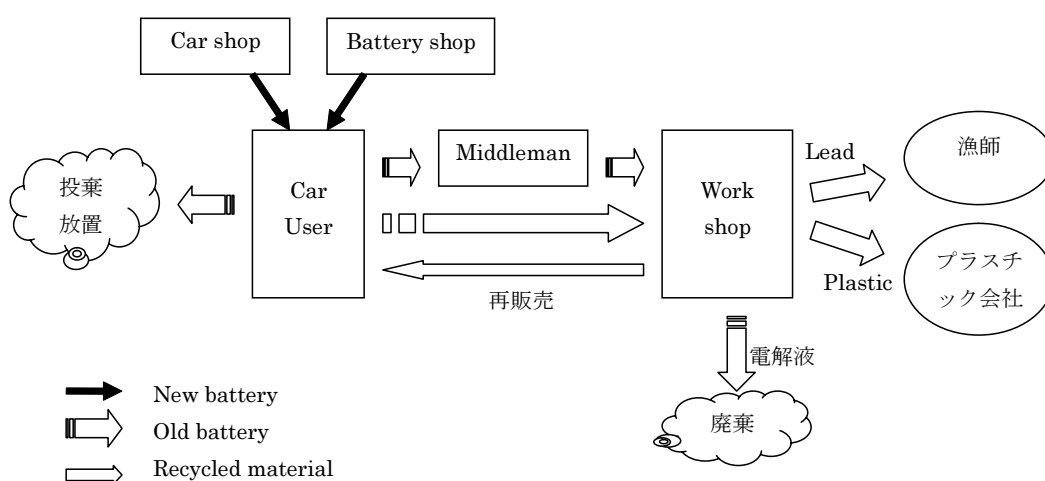 Car shop
Battery shop
投棄
放置
Car
User
Middleman
Work
shop
Lead
漁師
Plastic
プラスチ
ック会社
再販売
電解液
廃棄
New battery
Old battery
Recycled material